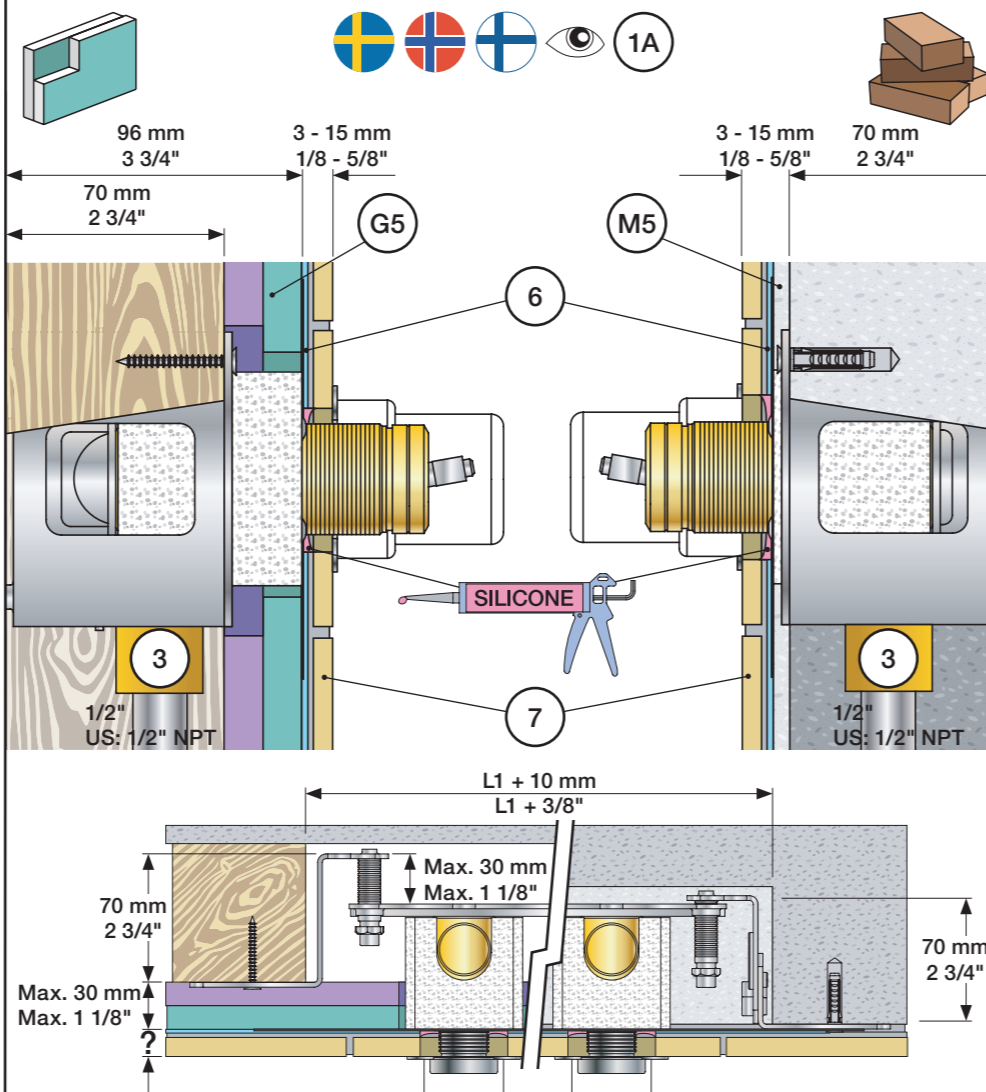 1A
96 mm
3 3/4"
3 - 15 mm
1/8 - 5/8"
3 - 15 mm
1/8 - 5/8"
70 mm
2 3/4"
70 mm
2 3/4"
G5
M5
6
SILICONE
3
3
7
1/2"
US: 1/2" NPT
1/2"
US: 1/2" NPT
L1 + 10 mm
L1 + 3/8"
Max. 30 mm
Max. 1 1/8"
70 mm
2 3/4"
70 mm
2 3/4"
Max. 30 mm
Max. 1 1/8"
?